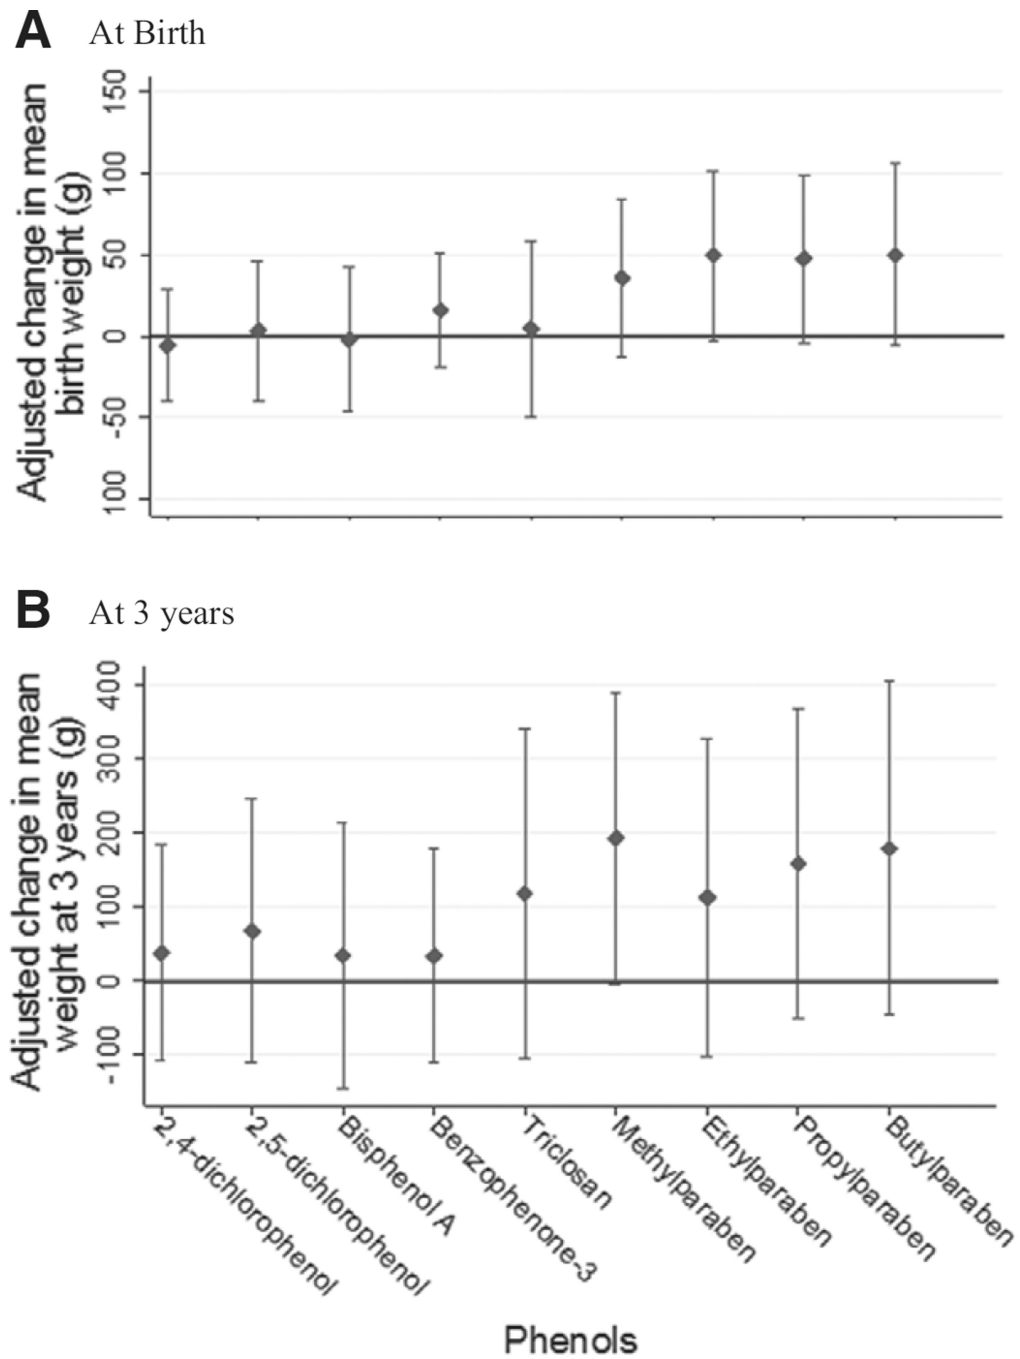 A At Birth
Adjusted change in mean
birth weight (g)
150
100
50
0
-50
100
B At 3 years
Adjusted change in mean
weight at 3 years (g)
400
300
200
100
0
-100
2,4-dichlorophenol
2,5-dichlorophenol
Bisphenol A
Benzophenone-3
Triclosan
Methylparaben
Ethylparaben
Propylparaben
Butylparaben
Phenols